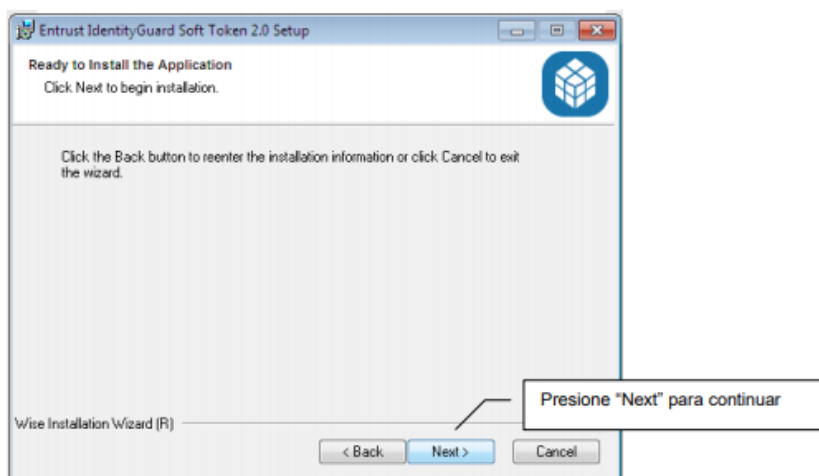 Entrust IdentityGuard Soft Token 2.0 Setup
Ready to Install the Application
Click Next to begin installation.
Click the Back button to reenter the installation information or click Cancel to exit
the wizard.
Presione “Next” para continuar
Wise Installation Wizard (R)
< Back
Next >
Cancel